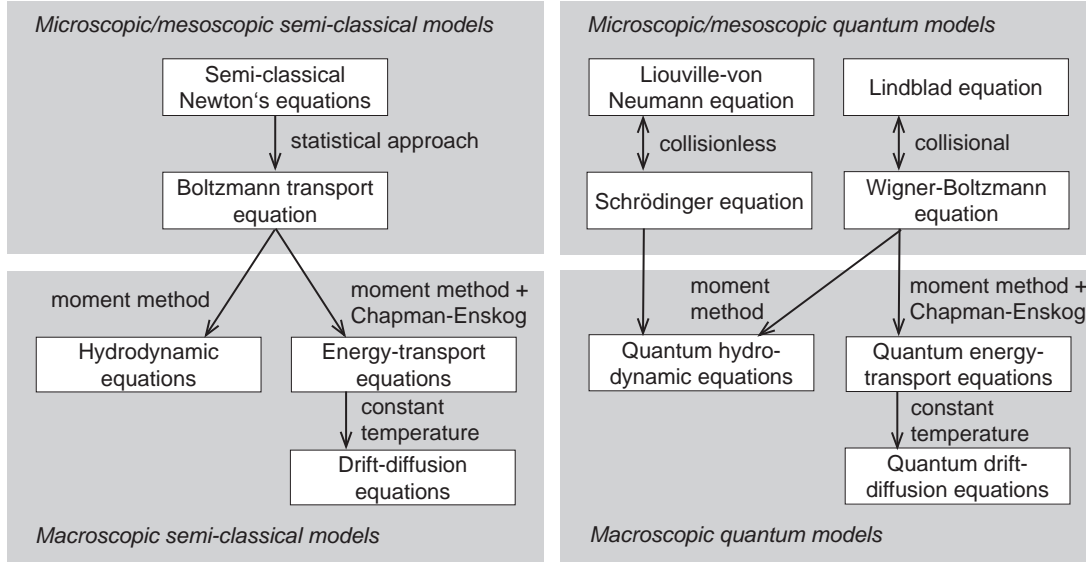 Microscopic/mesoscopic semi-classical models
Semi-classical
Newton‘s equations
statistical approach
Boltzmann transport
equation
moment method
moment method +
Chapman-Enskog
Hydrodynamic
equations
Energy-transport
equations
constant
temperature
Drift-diffusion
equations
Macroscopic semi-classical models
Microscopic/mesoscopic quantum models
Liouville-von
Neumann equation
Lindblad equation
collisionless
collisional
Schrödinger equation
Wigner-Boltzmann
equation
moment
method
moment method +
Chapman-Enskog
Quantum hydro-
dynamic equations
Quantum energy-
transport equations
constant
temperature
Quantum drift-
diffusion equations
Macroscopic quantum models